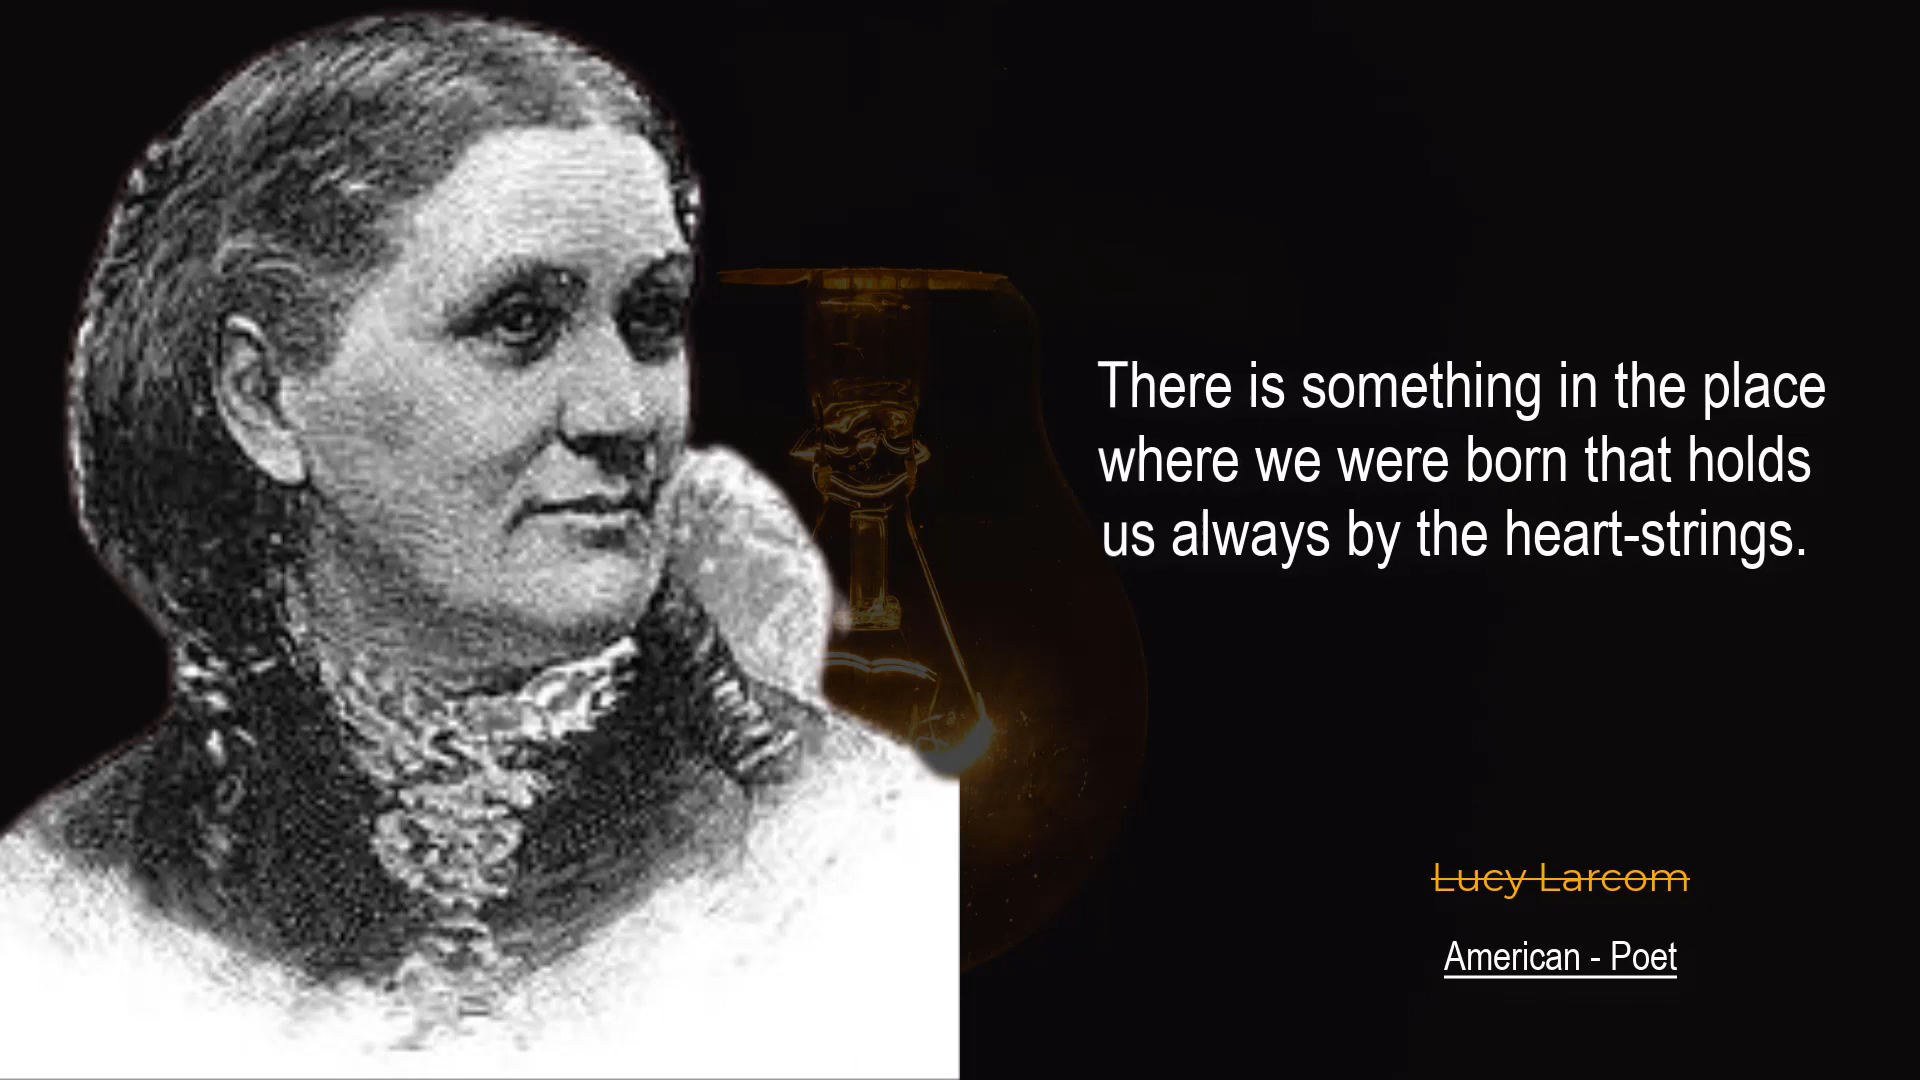 There is something in the place
where we were born that holds
us always by the heart-strings.
Lucy Larcom
American - Poet